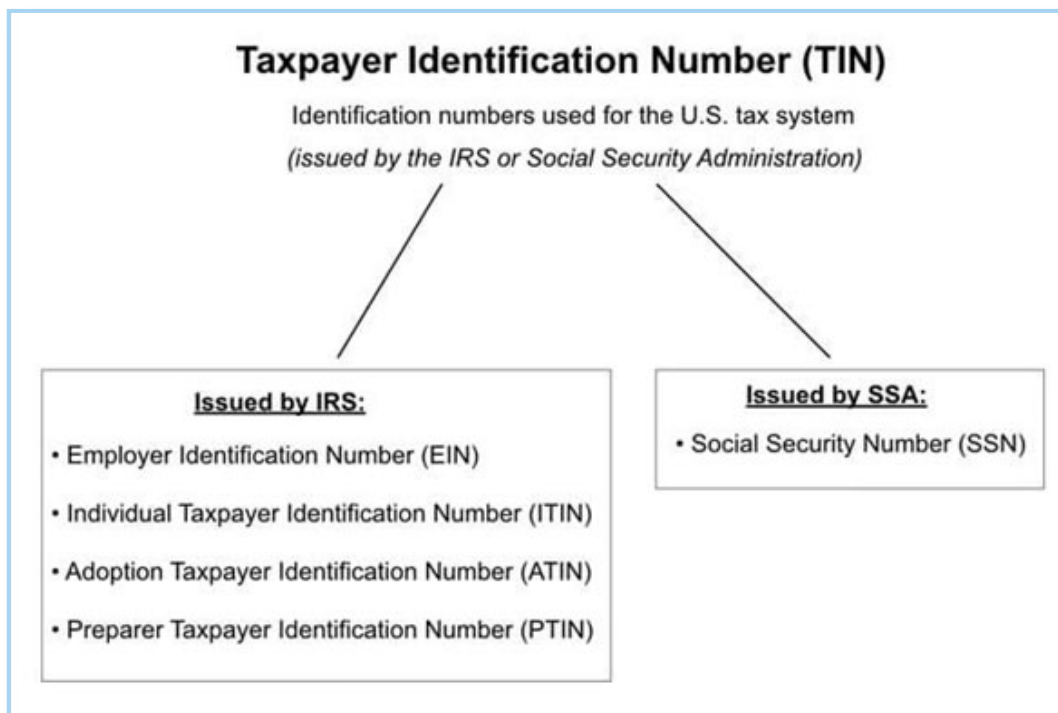 Taxpayer Identification Number (TIN)
Identification numbers used for the U.S. tax system
(issued by the IRS or Social Security Administration)
Issued by IRS:
• Employer Identification Number (EIN)
• Individual Taxpayer Identification Number (ITIN)
• Adoption Taxpayer Identification Number (ATIN)
• Preparer Taxpayer Identification Number (PTIN)
Issued by SSA:
• Social Security Number (SSN)